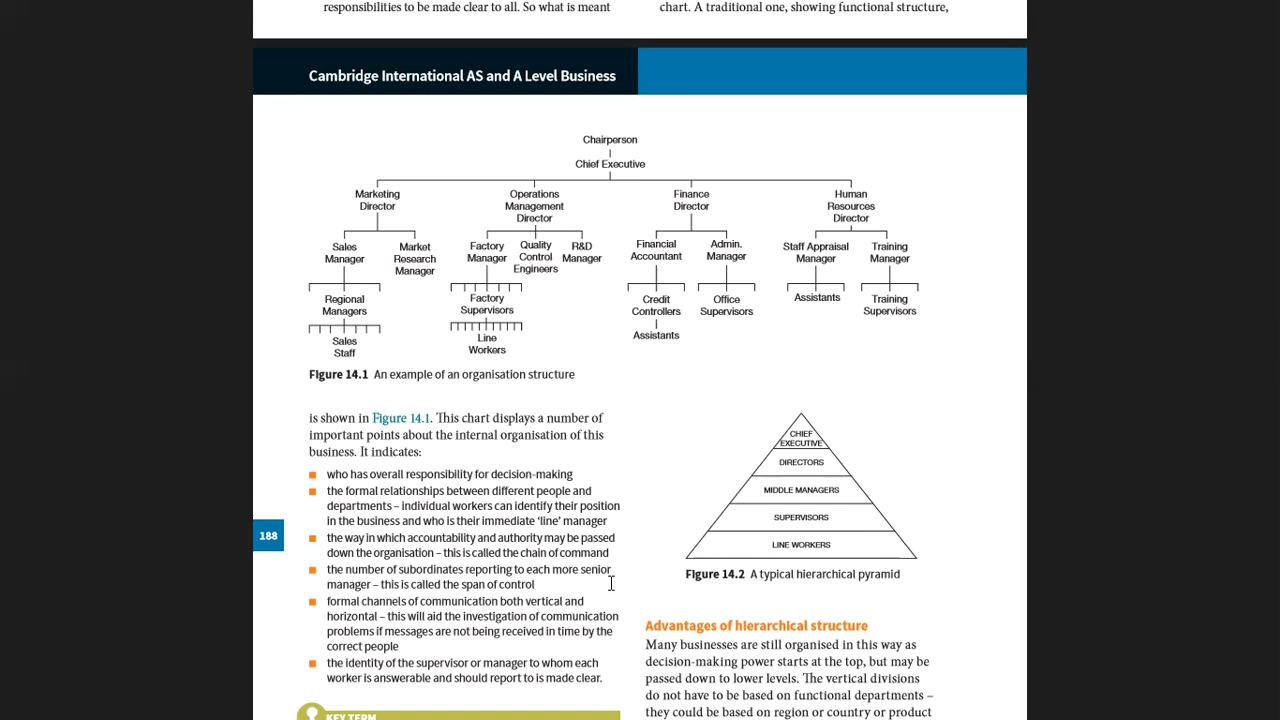 responsibilities to be made clear to all. So what is meant
chart. A traditional one, showing functional structure,
Cambridge International AS and A Level Business
Chairperson
Chief Executive
Marketing
Director
Operations
Management
Director
Finance
Director
Human
Resources
Director
Sales
Manager
Market
Research
Manager
Factory
Manager
Quality
Control
Engineers
R&D
Manager
Financial
Accountant
Admin.
Manager
Staff Appraisal
Manager
Training
Manager
Regional
Managers
Factory
Supervisors
Credit
Controllers
Office
Supervisors
Assistants
Training
Supervisors
Sales
Staff
Line
Workers
Assistants
Figure 14.1 An example of an organisation structure
is shown in Figure 14.1. This chart displays a number of
important points about the internal organisation of this
business. It indicates:
who has overall responsibility for decision-making
the formal relationships between different people and
departments – individual workers can identify their position
in the business and who is their immediate ‘line’ manager
the way in which accountability and authority may be passed
down the organisation – this is called the chain of command
the number of subordinates reporting to each more senior
manager – this is called the span of control
formal channels of communication both vertical and
horizontal – this will aid the investigation of communication
problems if messages are not being received in time by the
correct people
the identity of the supervisor or manager to whom each
worker is answerable and should report to is made clear.
188
KEY TERM
CHIEF
EXECUTIVE
DIRECTORS
MIDDLE MANAGERS
SUPERVISORS
LINE WORKERS
Figure 14.2 A typical hierarchical pyramid
Advantages of hierarchical structure
Many businesses are still organised in this way as
decision-making power starts at the top, but may be
passed down to lower levels. The vertical divisions
do not have to be based on functional departments –
they could be based on region or country or product